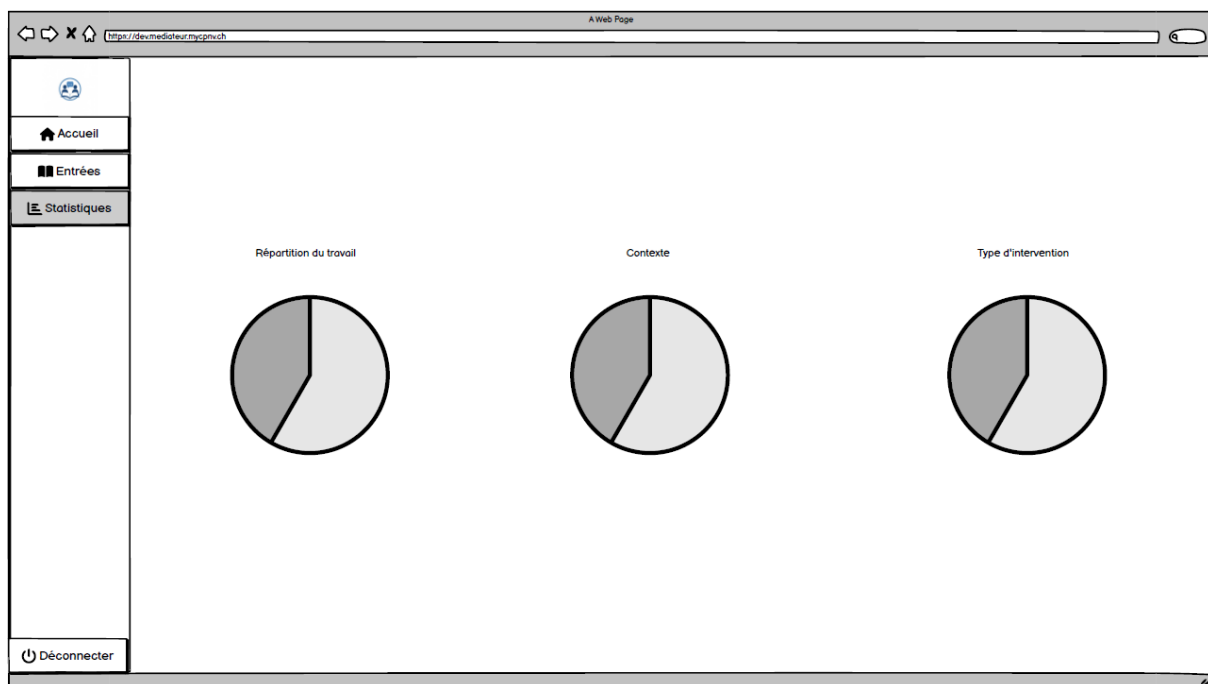 A Web Page
https://dev.mediateur.mycpnv.ch
Accueil
Entrées
Statistiques
Répartition du travail
Contexte
Type d'intervention
Déconnecter